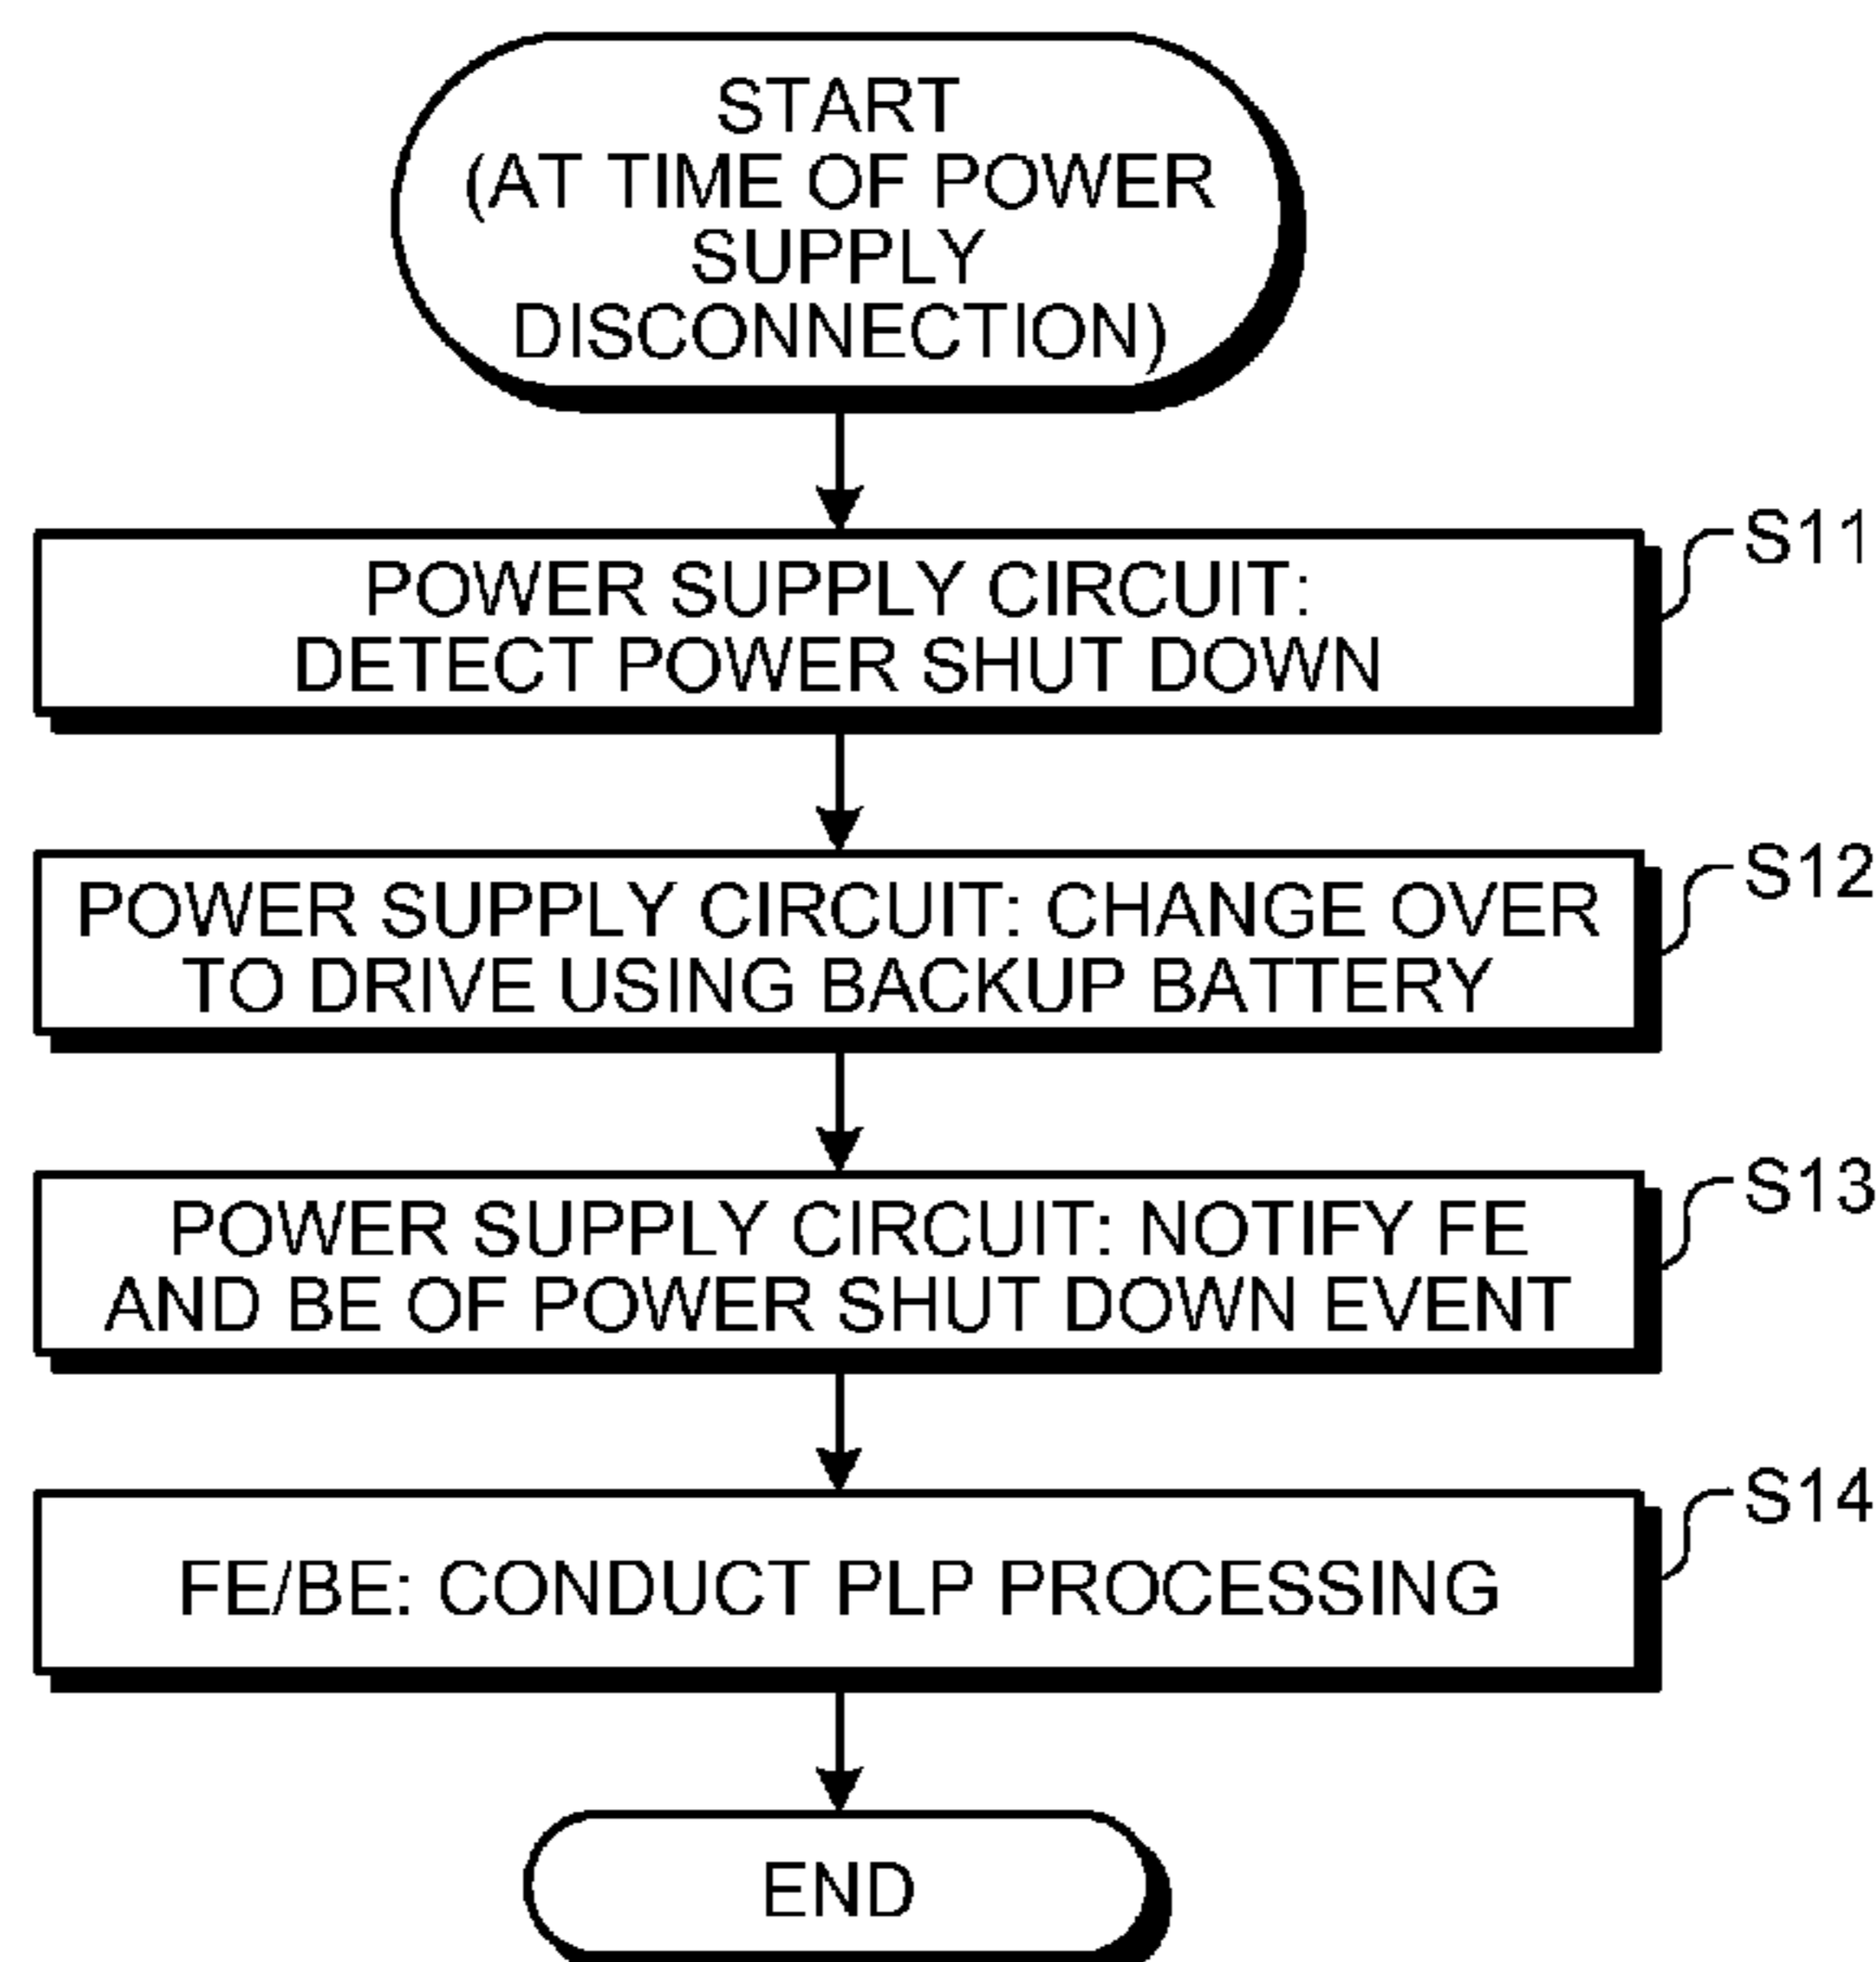 START
(AT TIME OF POWER
SUPPLY
DISCONNECTION)
S11
POWER SUPPLY CIRCUIT:
DETECT POWER SHUT DOWN
S12
POWER SUPPLY CIRCUIT: CHANGE OVER
TO DRIVE USING BACKUP BATTERY
S13
POWER SUPPLY CIRCUIT: NOTIFY FE
AND BE OF POWER SHUT DOWN EVENT
S14
FE/BE: CONDUCT PLP PROCESSING
END